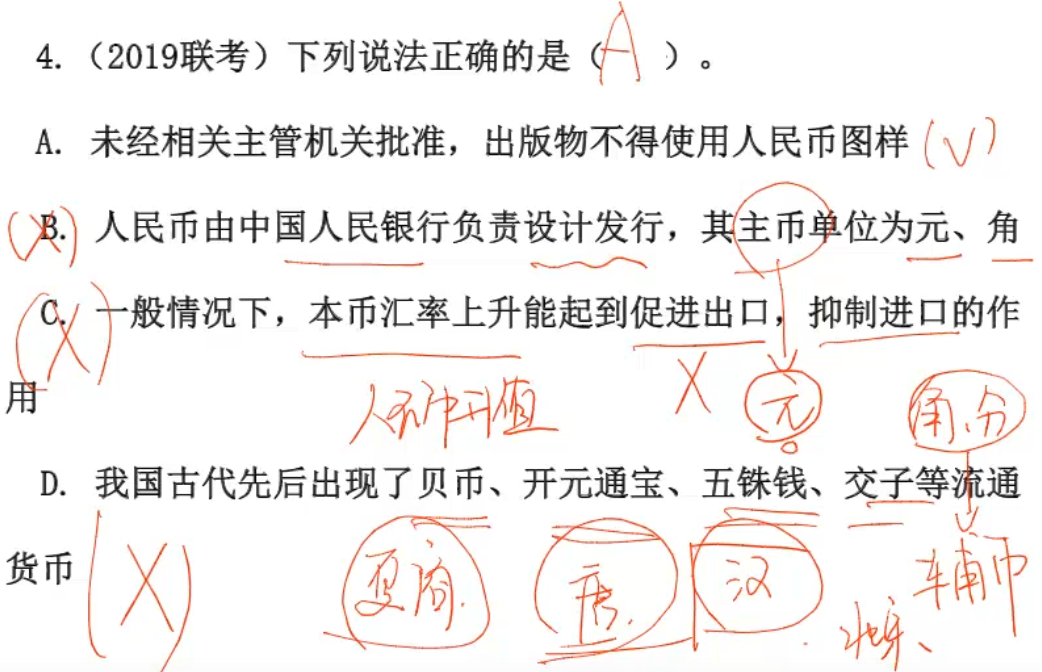 4.（2019联考）下列说法正确的是（A）。
A. 未经相关主管机关批准，出版物不得使用人民币图样(√)
(X)B. 人民币由中国人民银行负责设计发行，其主币单位为元、角
(X)C. 一般情况下，本币汇率上升能起到促进出口，抑制进口的作
用 人民币升值 X 元 角、分
D. 我国古代先后出现了贝币、开元通宝、五铢钱、交子等流通
货币 (X) 夏商. 唐. 汉 辅币